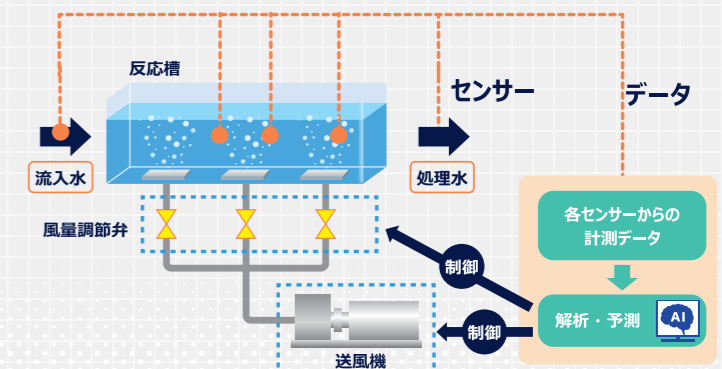 反応槽
センサー
データ
流入水
処理水
風量調節弁
各センサーからの
計測データ
制御
解析・予測
AI
制御
送風機